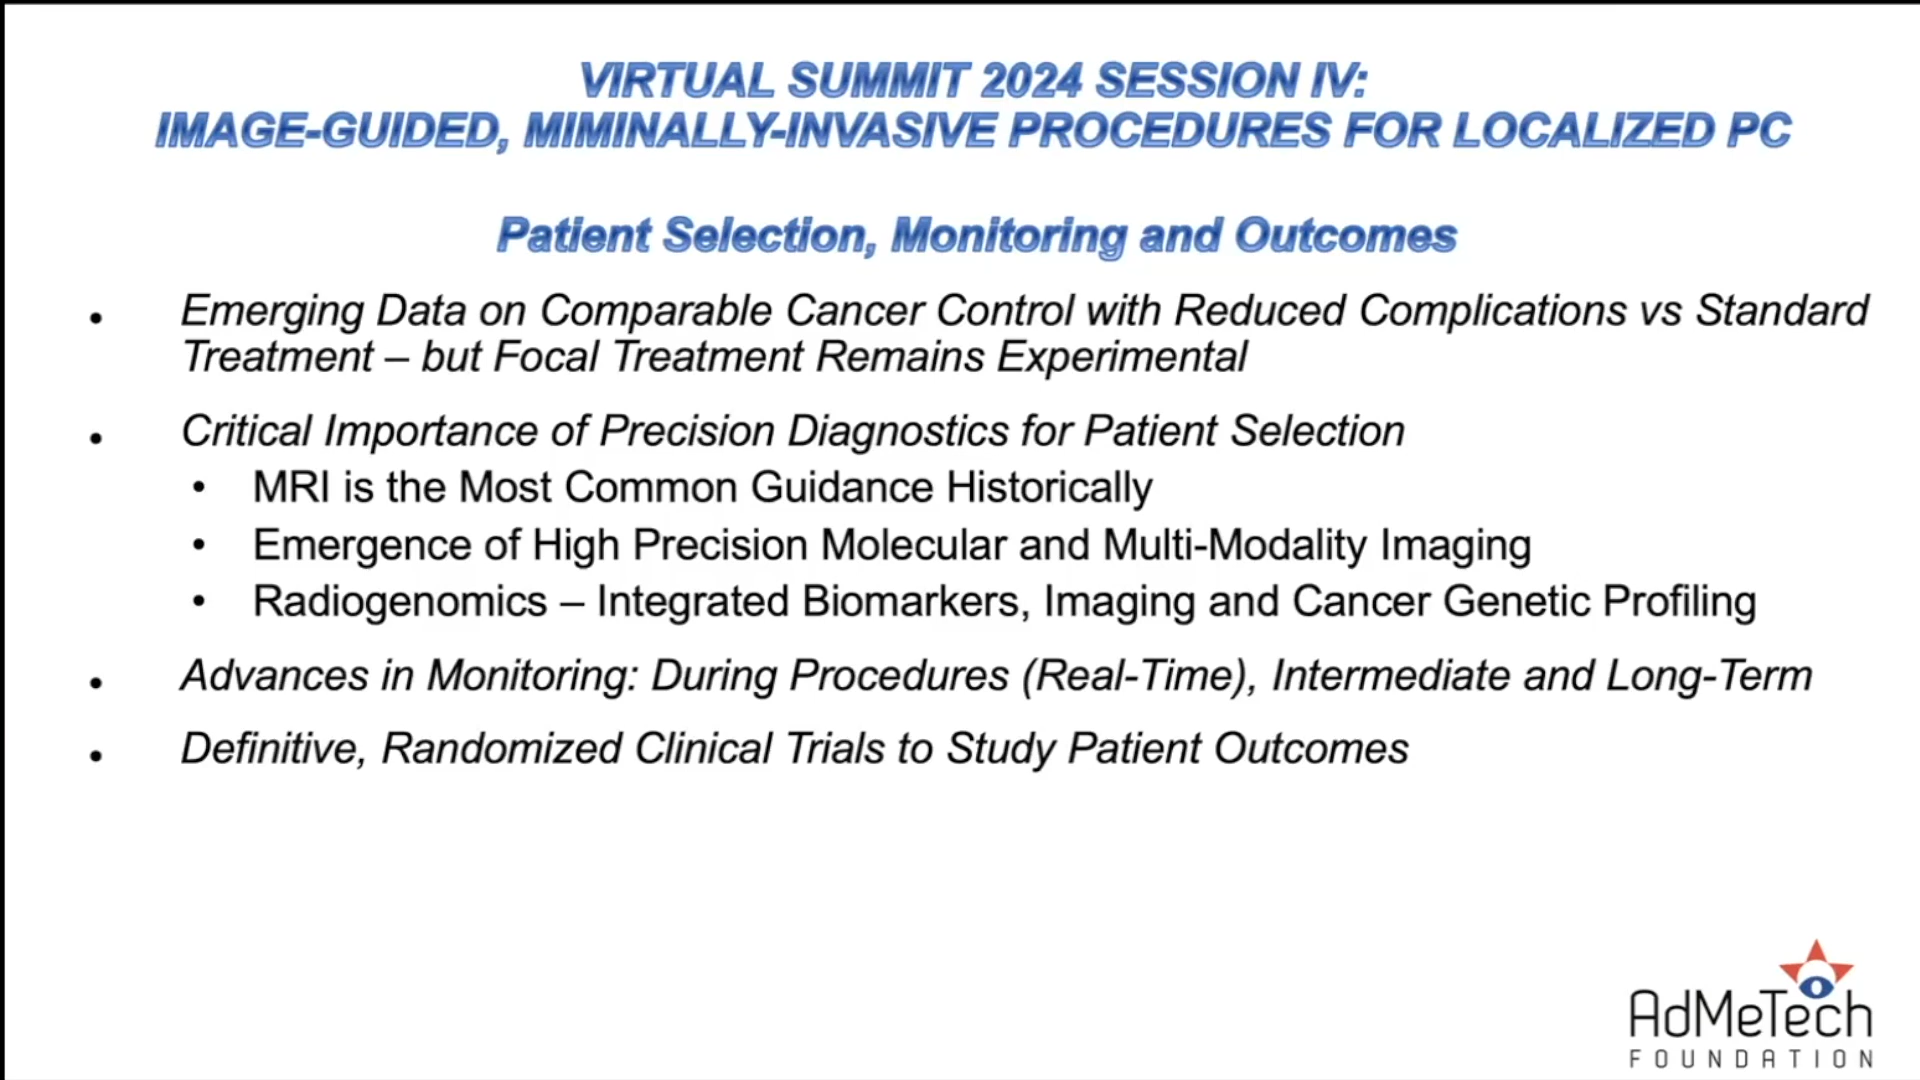 VIRTUAL SUMMIT 2024 SESSION IV:
IMAGE-GUIDED, MIMINALLY-INVASIVE PROCEDURES FOR LOCALIZED PC
Patient Selection, Monitoring and Outcomes
• Emerging Data on Comparable Cancer Control with Reduced Complications vs Standard
Treatment – but Focal Treatment Remains Experimental
• Critical Importance of Precision Diagnostics for Patient Selection
• MRI is the Most Common Guidance Historically
• Emergence of High Precision Molecular and Multi-Modality Imaging
• Radiogenomics – Integrated Biomarkers, Imaging and Cancer Genetic Profiling
• Advances in Monitoring: During Procedures (Real-Time), Intermediate and Long-Term
• Definitive, Randomized Clinical Trials to Study Patient Outcomes
AdMeTech
FOUNDATION